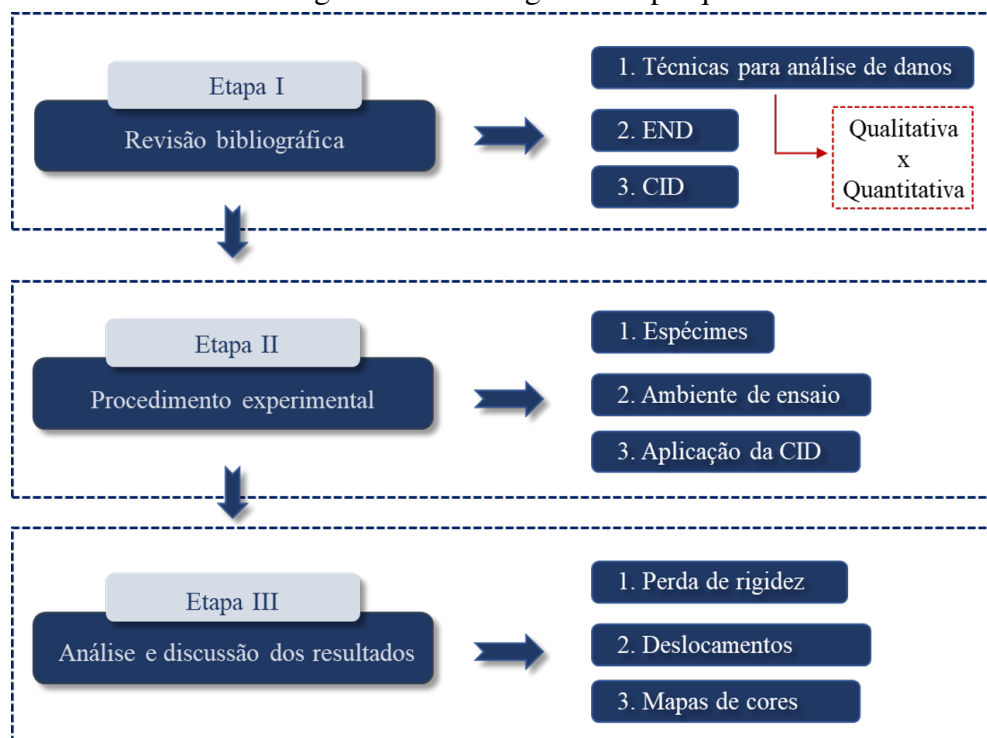 Etapa I
Revisão bibliográfica
1. Técnicas para análise de danos
2. END
3. CID
Qualitativa
x
Quantitativa
Etapa II
Procedimento experimental
1. Espécimes
2. Ambiente de ensaio
3. Aplicação da CID
Etapa III
Análise e discussão dos resultados
1. Perda de rigidez
2. Deslocamentos
3. Mapas de cores